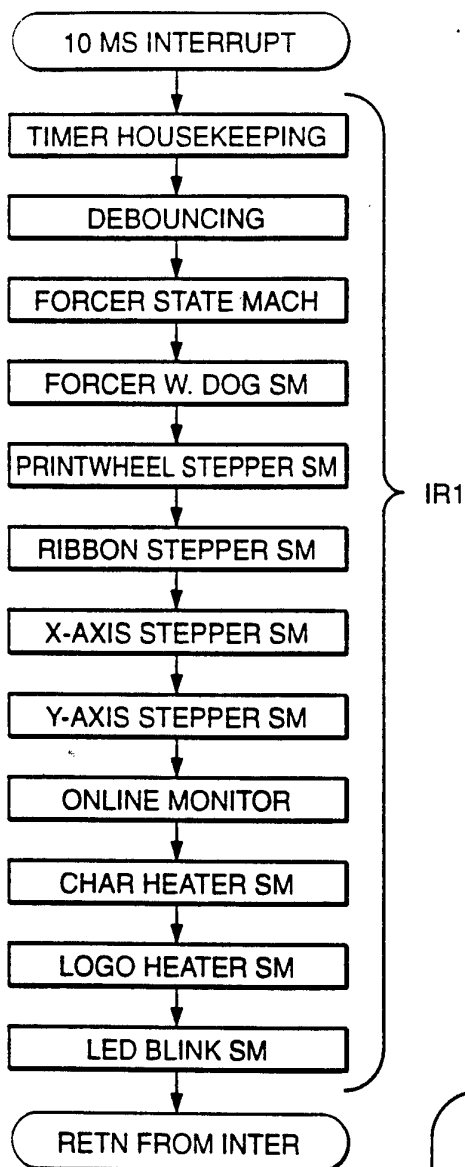 10 MS INTERRUPT
TIMER HOUSEKEEPING
DEBOUNCING
FORCER STATE MACH
FORCER W. DOG SM
PRINTWHEEL STEPPER SM
RIBBON STEPPER SM
X-AXIS STEPPER SM
Y-AXIS STEPPER SM
ONLINE MONITOR
CHAR HEATER SM
LOGO HEATER SM
LED BLINK SM
RETN FROM INTER
IR1